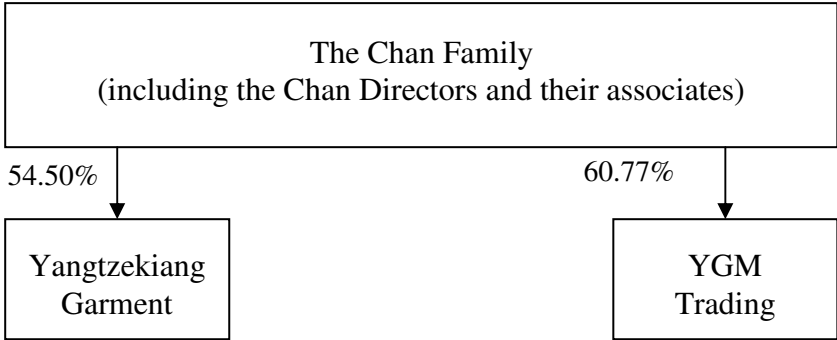 The Chan Family
(including the Chan Directors and their associates)
54.50%
60.77%
Yangtzekiang
Garment
YGM
Trading